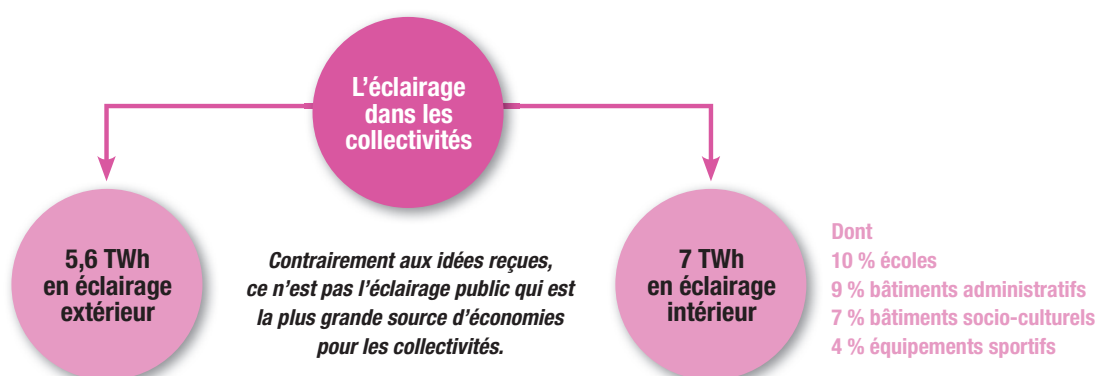 L’éclairage
dans les
collectivités
5,6 TWh
en éclairage
extérieur
Contrairement aux idées reçues,
ce n’est pas l’éclairage public qui est
la plus grande source d’économies
pour les collectivités.
7 TWh
en éclairage
intérieur
Dont
10 % écoles
9 % bâtiments administratifs
7 % bâtiments socio-culturels
4 % équipements sportifs